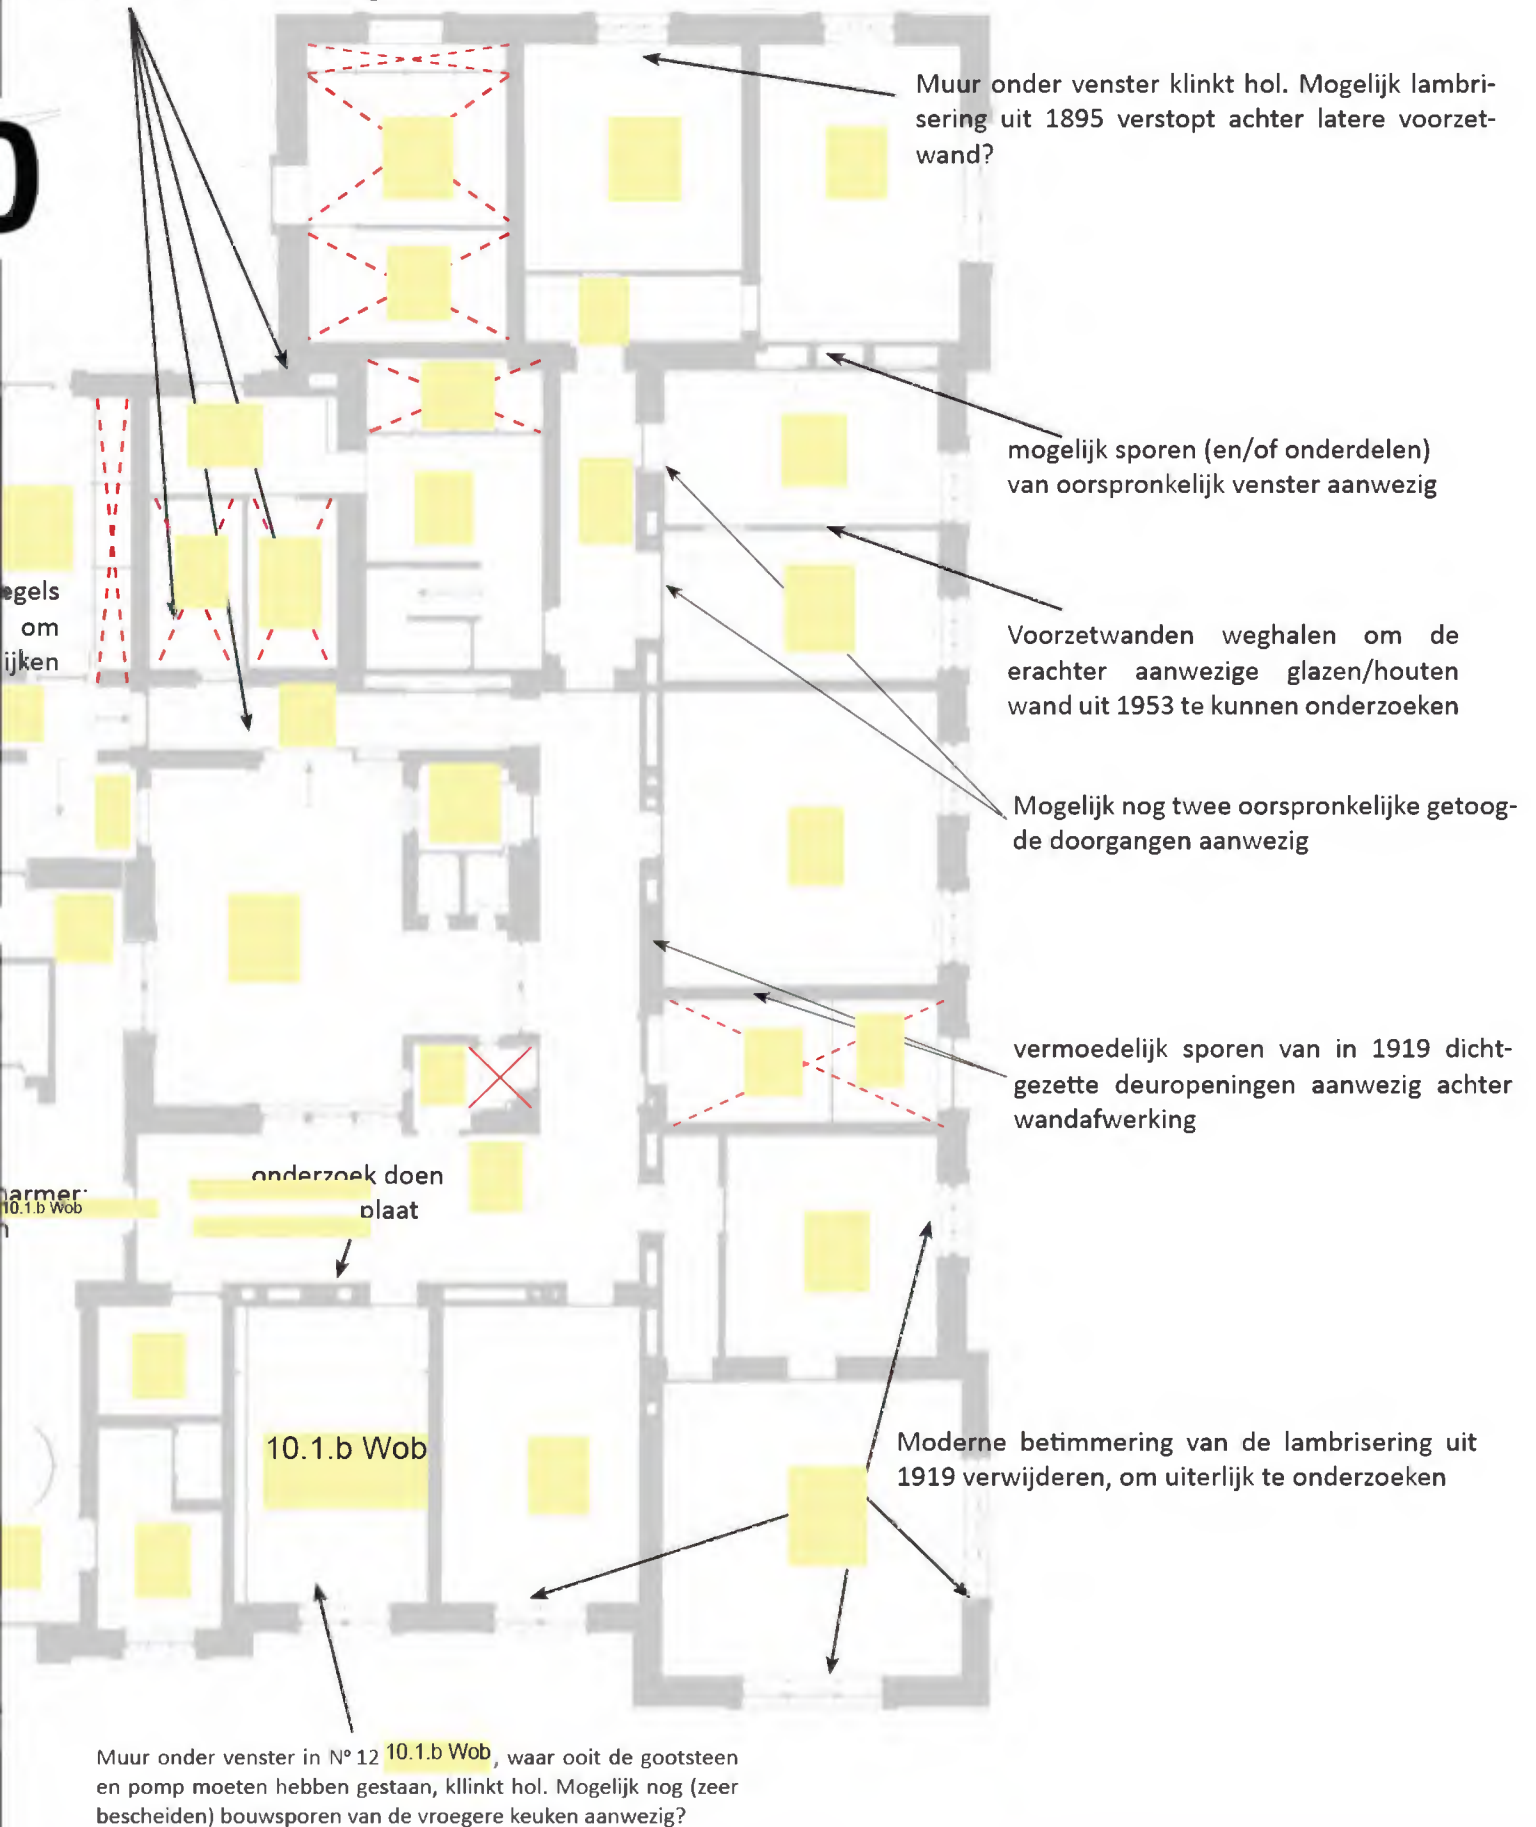 Muur onder venster klinkt hol. Mogelijk lambri-
sering uit 1895 verstopt achter latere voorzet-
wand?
mogelijk sporen (en/of onderdelen)
van oorspronkelijk venster aanwezig
egels
om
ijken
Voorzetwanden weghalen om de
erachter aanwezige glazen/houten
wand uit 1953 te kunnen onderzoeken
Mogelijk nog twee oorspronkelijke getoog-
de doorgangen aanwezig
vermoedelijk sporen van in 1919 dicht-
gezette deuropeningen aanwezig achter
wandafwerking
onderzoek doen
plaat
armer:
10.1.b Wob
10.1.b Wob
Moderne betimmering van de lambrisering uit
1919 verwijderen, om uiterlijk te onderzoeken
Muur onder venster in N° 12 10.1.b Wob, waar ooit de gootsteen
en pomp moeten hebben gestaan, kllinkt hol. Mogelijk nog (zeer
bescheiden) bouwsporen van de vroegere keuken aanwezig?